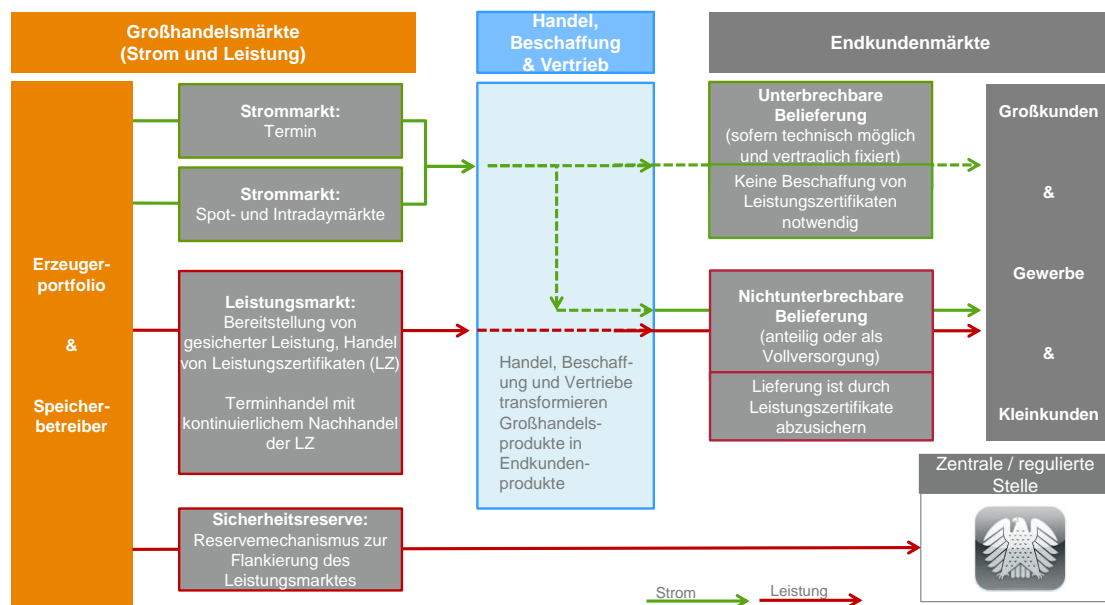 Großhandelsmärkte
(Strom und Leistung)
Handel,
Beschaffung
& Vertrieb
Endkundenmärkte
Erzeuger-
portfolio
&
Speicher-
betreiber
Strommarkt:
Termin
Strommarkt:
Spot- und Intradaymärkte
Leistungsmarkt:
Bereitstellung von
gesicherter Leistung, Handel
von Leistungszertifikaten (LZ)
Terminhandel mit
kontinuierlichem Nachhandel
der LZ
Sicherheitsreserve:
Reservemechanismus zur
Flankierung des
Leistungsmarktes
Handel, Beschaff-
ung und Vertriebe
transformieren
Großhandels-
produkte in
Endkunden-
produkte
Unterbrechbare
Belieferung
(sofern technisch möglich
und vertraglich fixiert)
Keine Beschaffung von
Leistungszertifikaten
notwendig
Nichtunterbrechbare
Belieferung
(anteilig oder als
Vollversorgung)
Lieferung ist durch
Leistungszertifikate
abzusichern
Großkunden
&
Gewerbe
&
Kleinkunden
Zentrale / regulierte
Stelle
Strom
Leistung